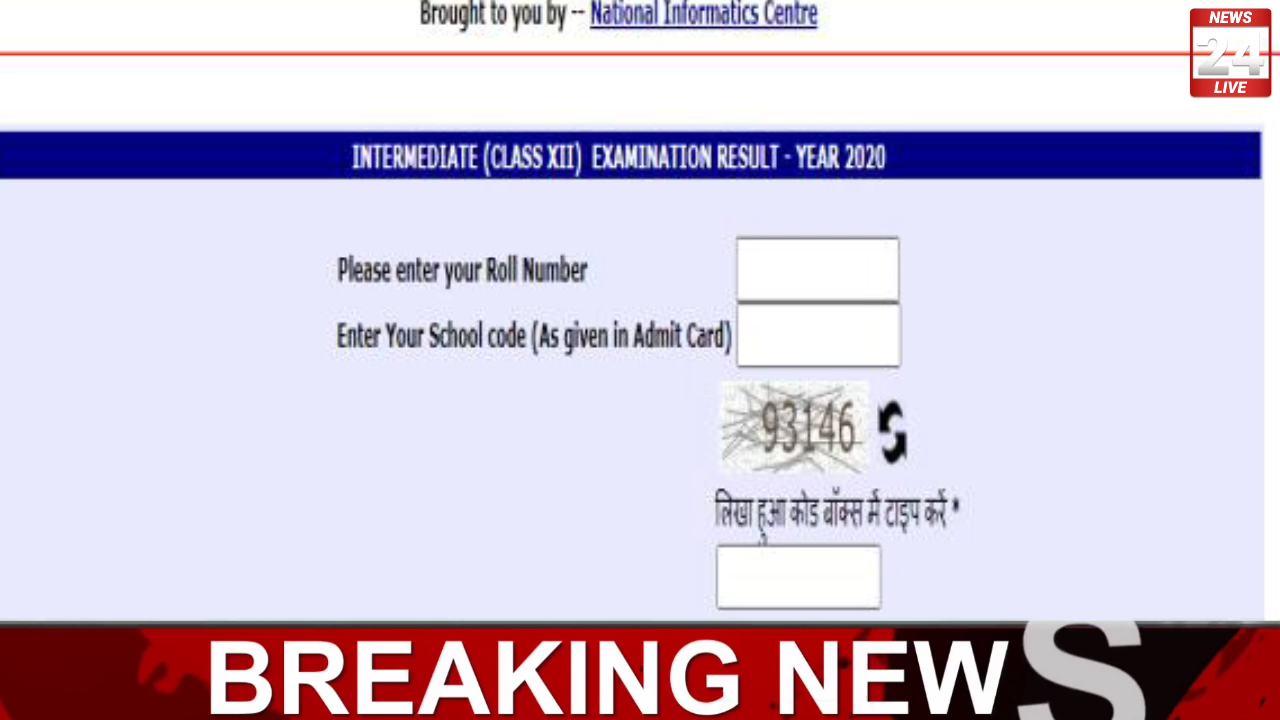 Brought to you by -- National Informatics Centre
NEWS
24
LIVE
INTERMEDIATE (CLASS XII) EXAMINATION RESULT - YEAR 2020
Please enter your Roll Number
Enter Your School code (As given in Admit Card)
93146
लिखा हुआ कोड बॉक्स में टाइप करें *
BREAKING NEWS